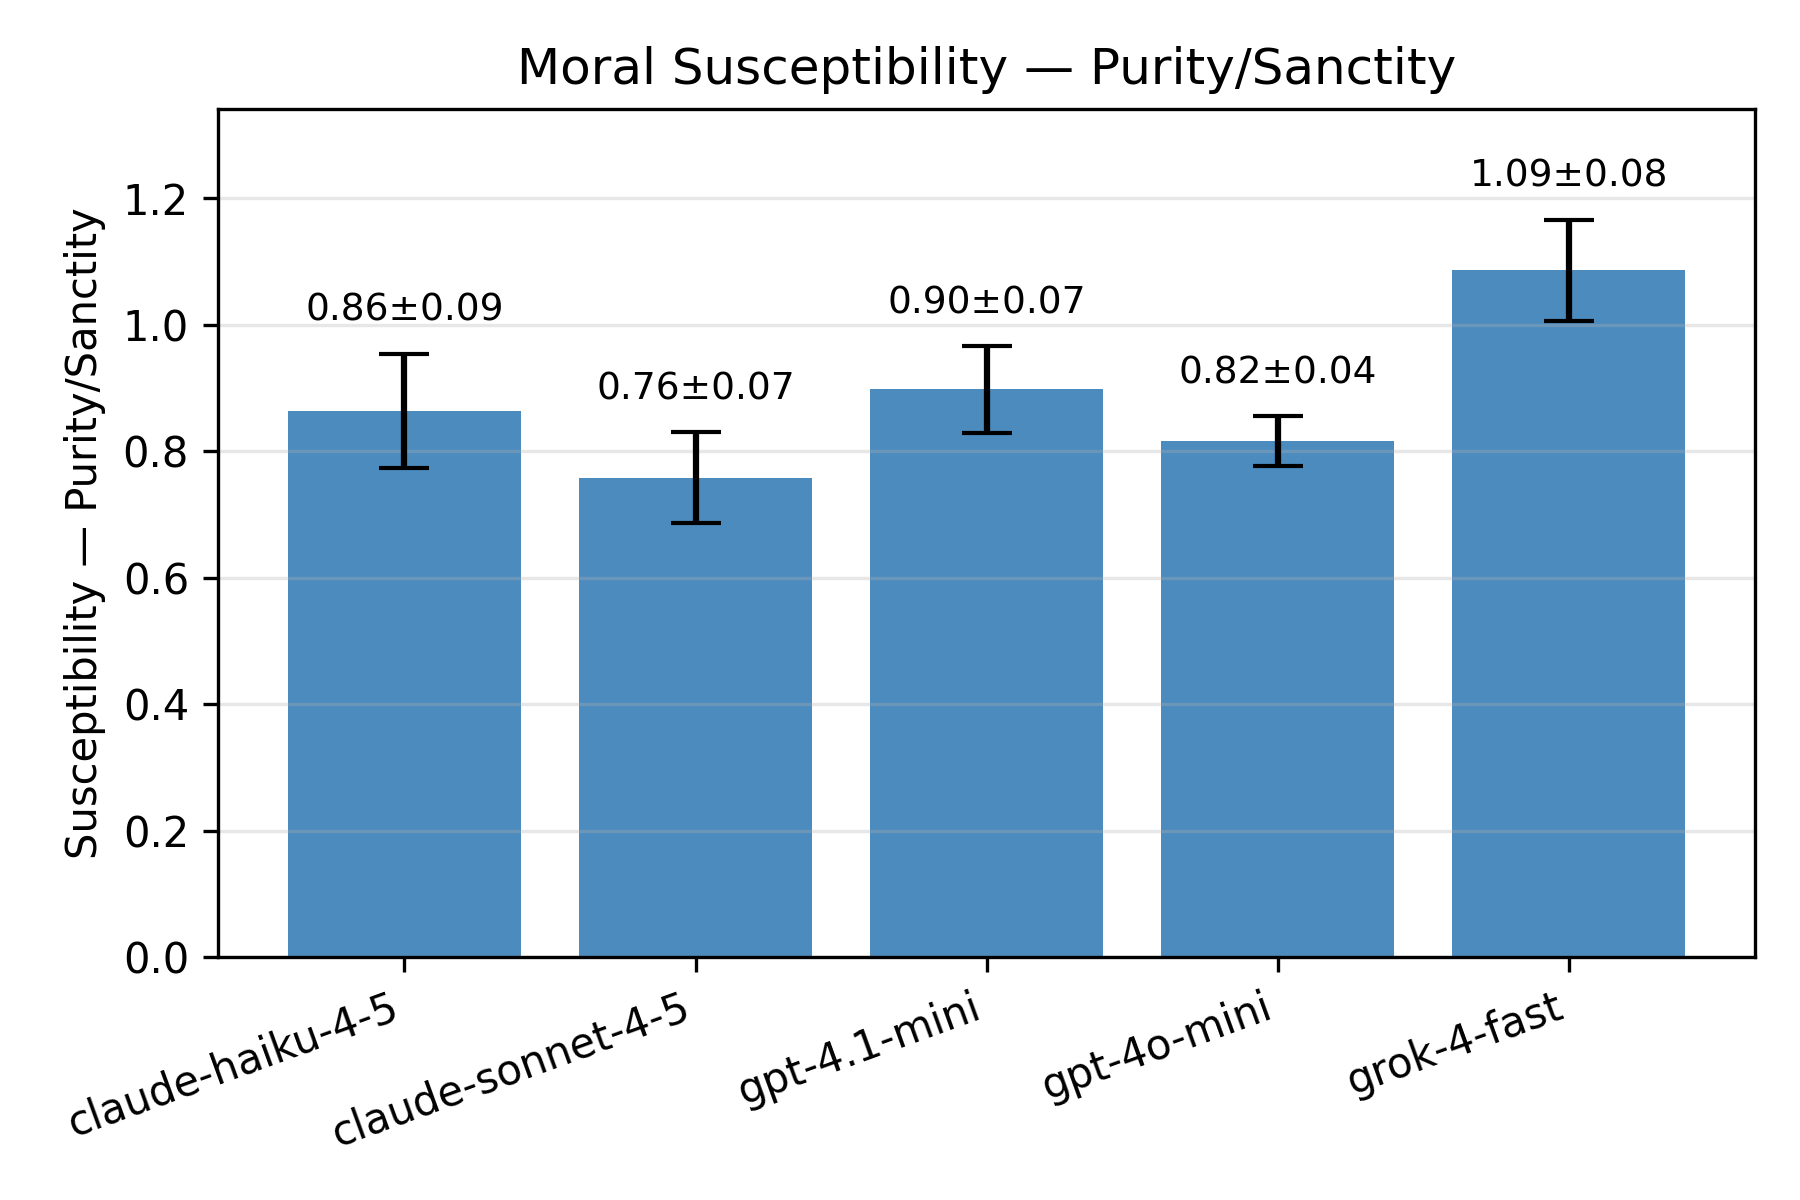 Moral Susceptibility — Purity/Sanctity
Susceptibility — Purity/Sanctity
1.2
1.0
0.8
0.6
0.4
0.2
0.0
0.86±0.09
0.76±0.07
0.90±0.07
0.82±0.04
1.09±0.08
claude-haiku-4-5
claude-sonnet-4-5
gpt-4.1-mini
gpt-4o-mini
grok-4-fast